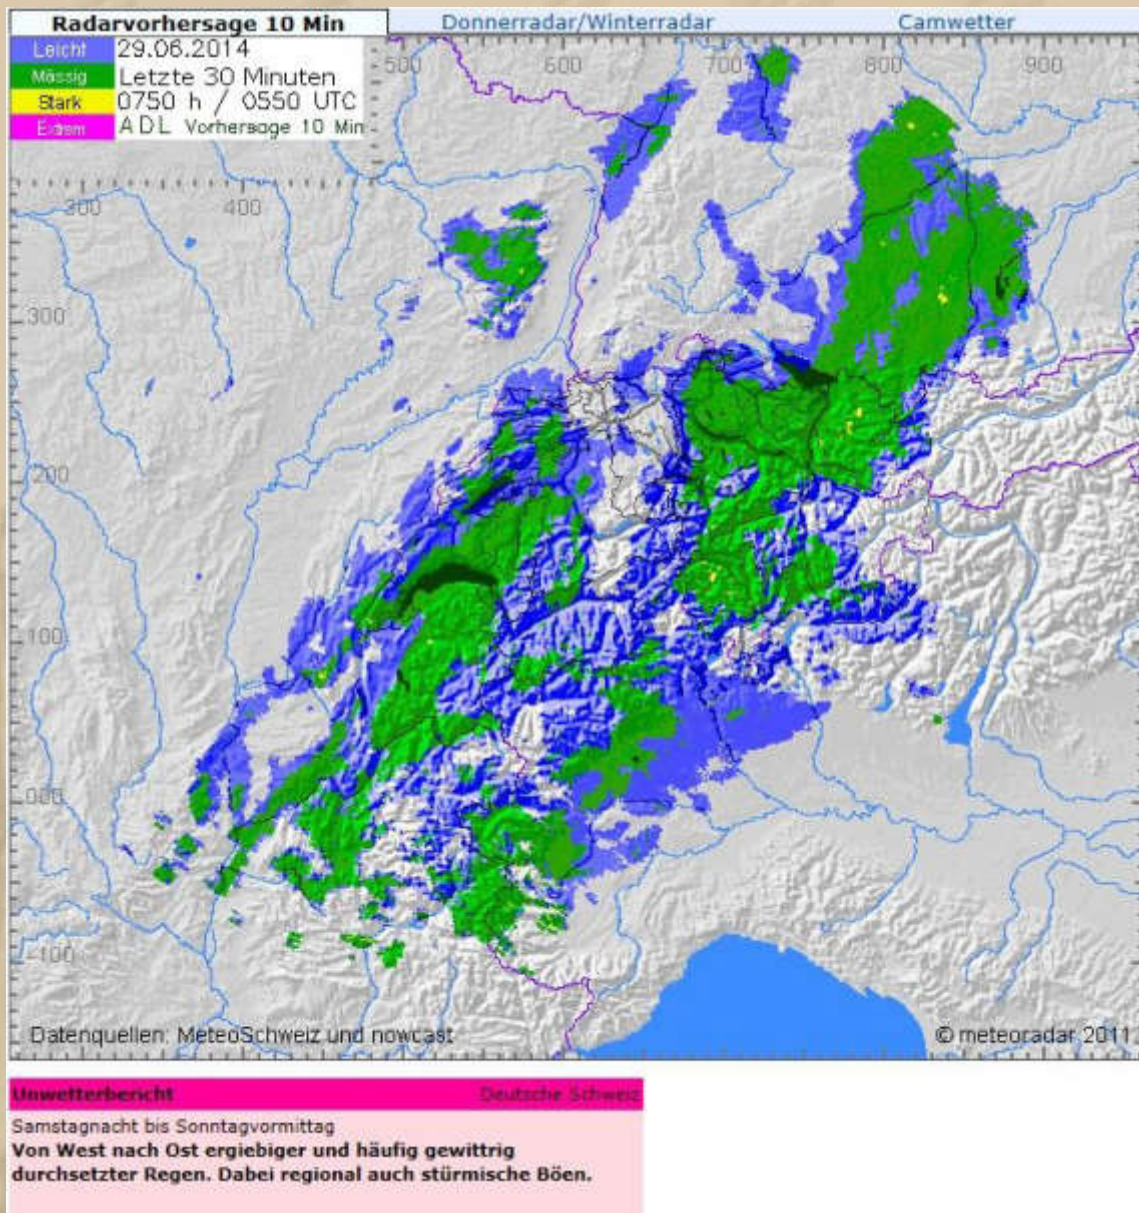 Radarvorhersage 10 Min
Donnerradar/Winterradar
Camwetter
Leicht 29.06.2014
Mässig Letzte 30 Minuten
Stark 0750 h / 0550 UTC
Extrem ADL Vorhersage 10 Min
500 600 700 800 900
300 400
300
200
100
000
-100
Datenquellen: MeteoSchweiz und nowcast
© meteoradar 2011
Unwetterbericht Deutsche Schweiz
Samstagnacht bis Sonntagvormittag
Von West nach Ost ergiebiger und häufig gewittrig
durchsetzter Regen. Dabei regional auch stürmische Böen.